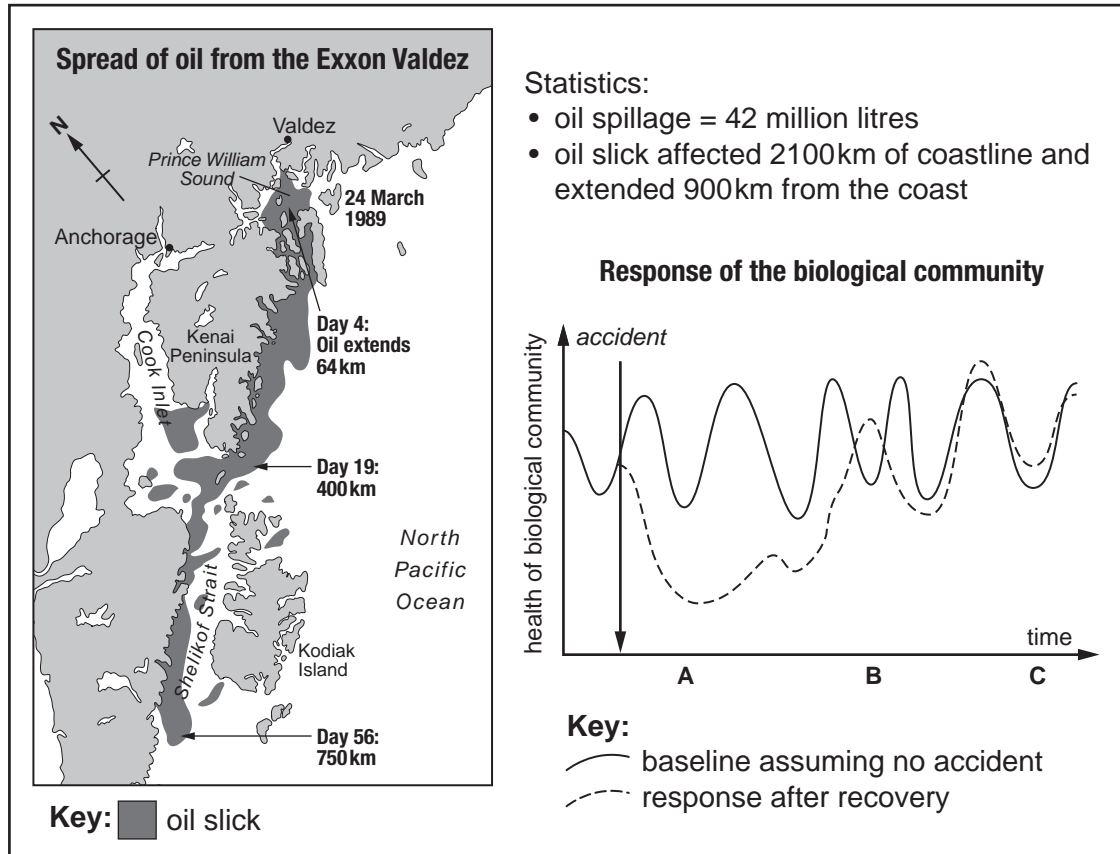 Spread of oil from the Exxon Valdez
N
Valdez
Prince William
Sound
24 March
1989
Anchorage
Day 4:
Oil extends
64 km
Kenai
Peninsula
Cook Inlet
Day 19:
400 km
North
Pacific
Ocean
Shelikof Strait
Kodiak
Island
Day 56:
750 km
Key: oil slick
Statistics:
• oil spillage = 42 million litres
• oil slick affected 2100 km of coastline and
extended 900 km from the coast
Response of the biological community
health of biological community
accident
time
A B C
Key:
baseline assuming no accident
response after recovery